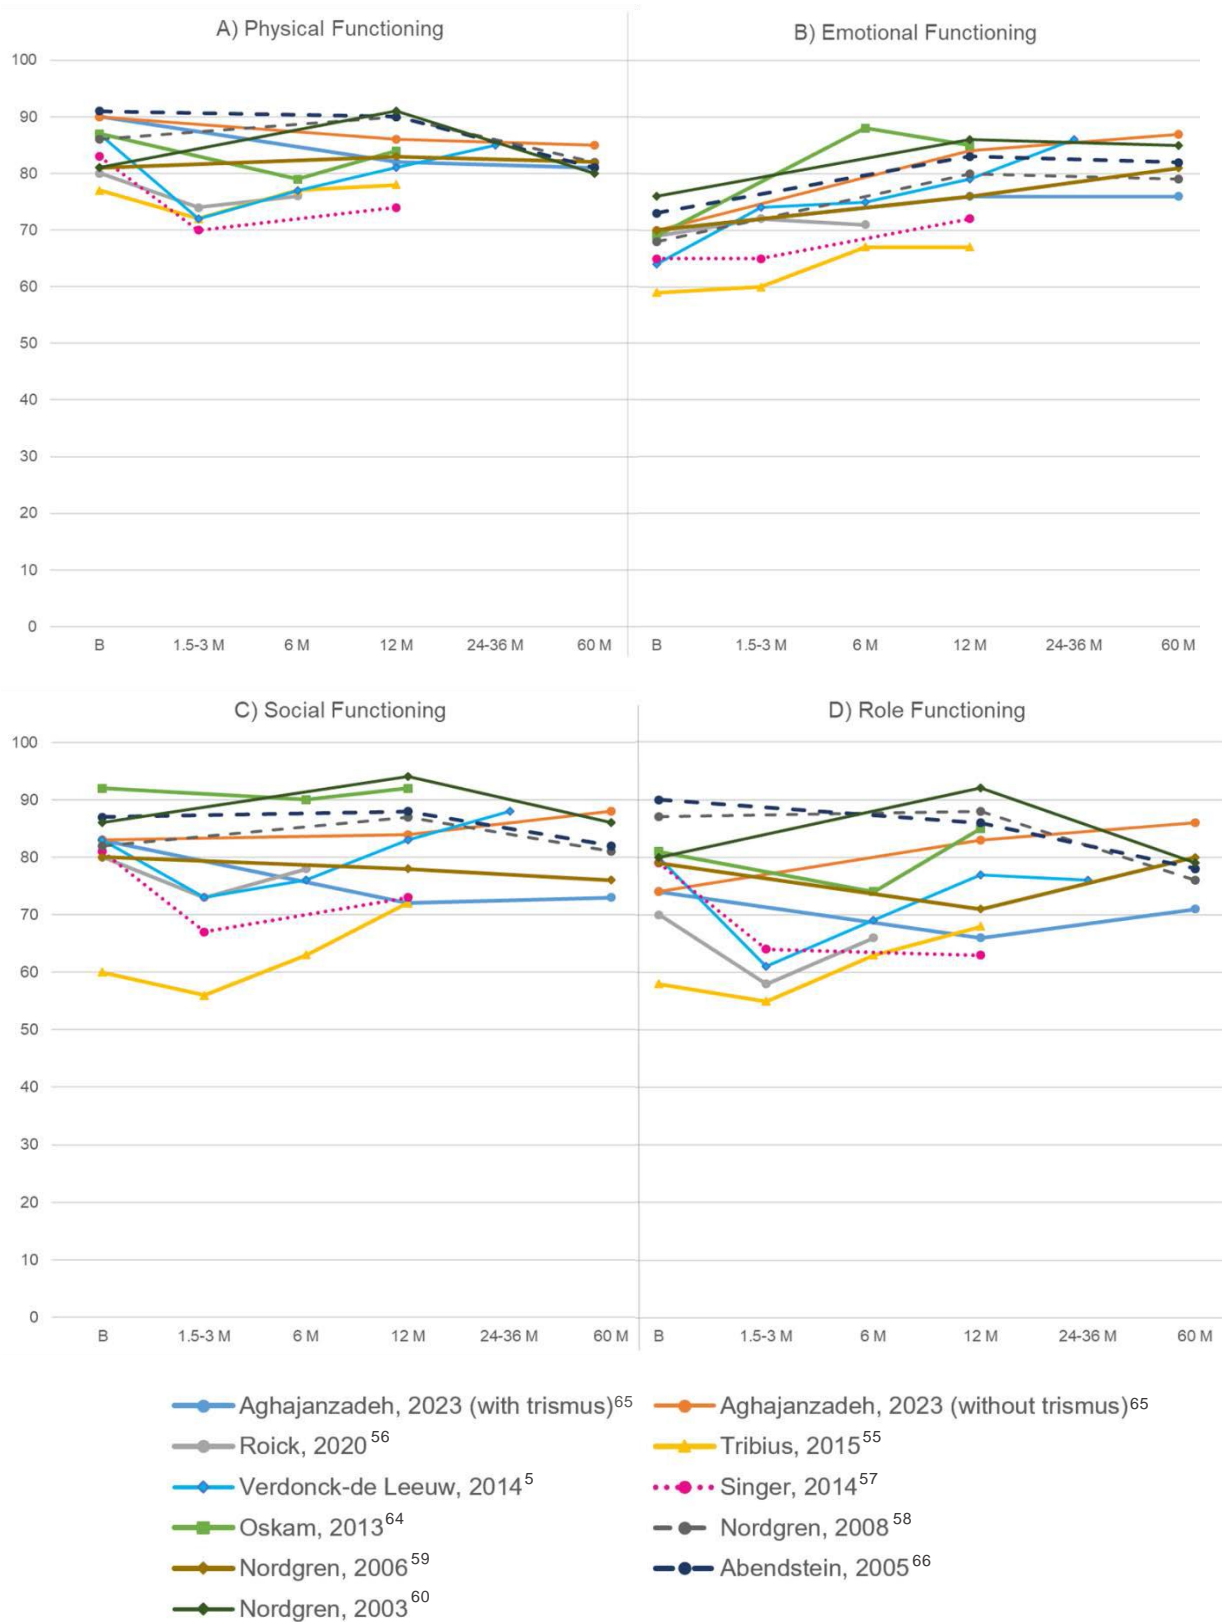 A) Physical Functioning
B) Emotional Functioning
100
90
80
70
60
50
40
30
20
10
0
B 1.5-3 M 6 M 12 M 24-36 M 60 M
B 1.5-3 M 6 M 12 M 24-36 M 60 M
C) Social Functioning
D) Role Functioning
100
90
80
70
60
50
40
30
20
10
0
B 1.5-3 M 6 M 12 M 24-36 M 60 M
B 1.5-3 M 6 M 12 M 24-36 M 60 M
Aghajanzadeh, 2023 (with trismus)65
Aghajanzadeh, 2023 (without trismus)65
Roick, 2020 56
Tribius, 2015 55
Verdonck-de Leeuw, 2014 5
Singer, 2014 57
Oskam, 2013 64
Nordgren, 2008 58
Nordgren, 2006 59
Abendstein, 2005 66
Nordgren, 2003 60